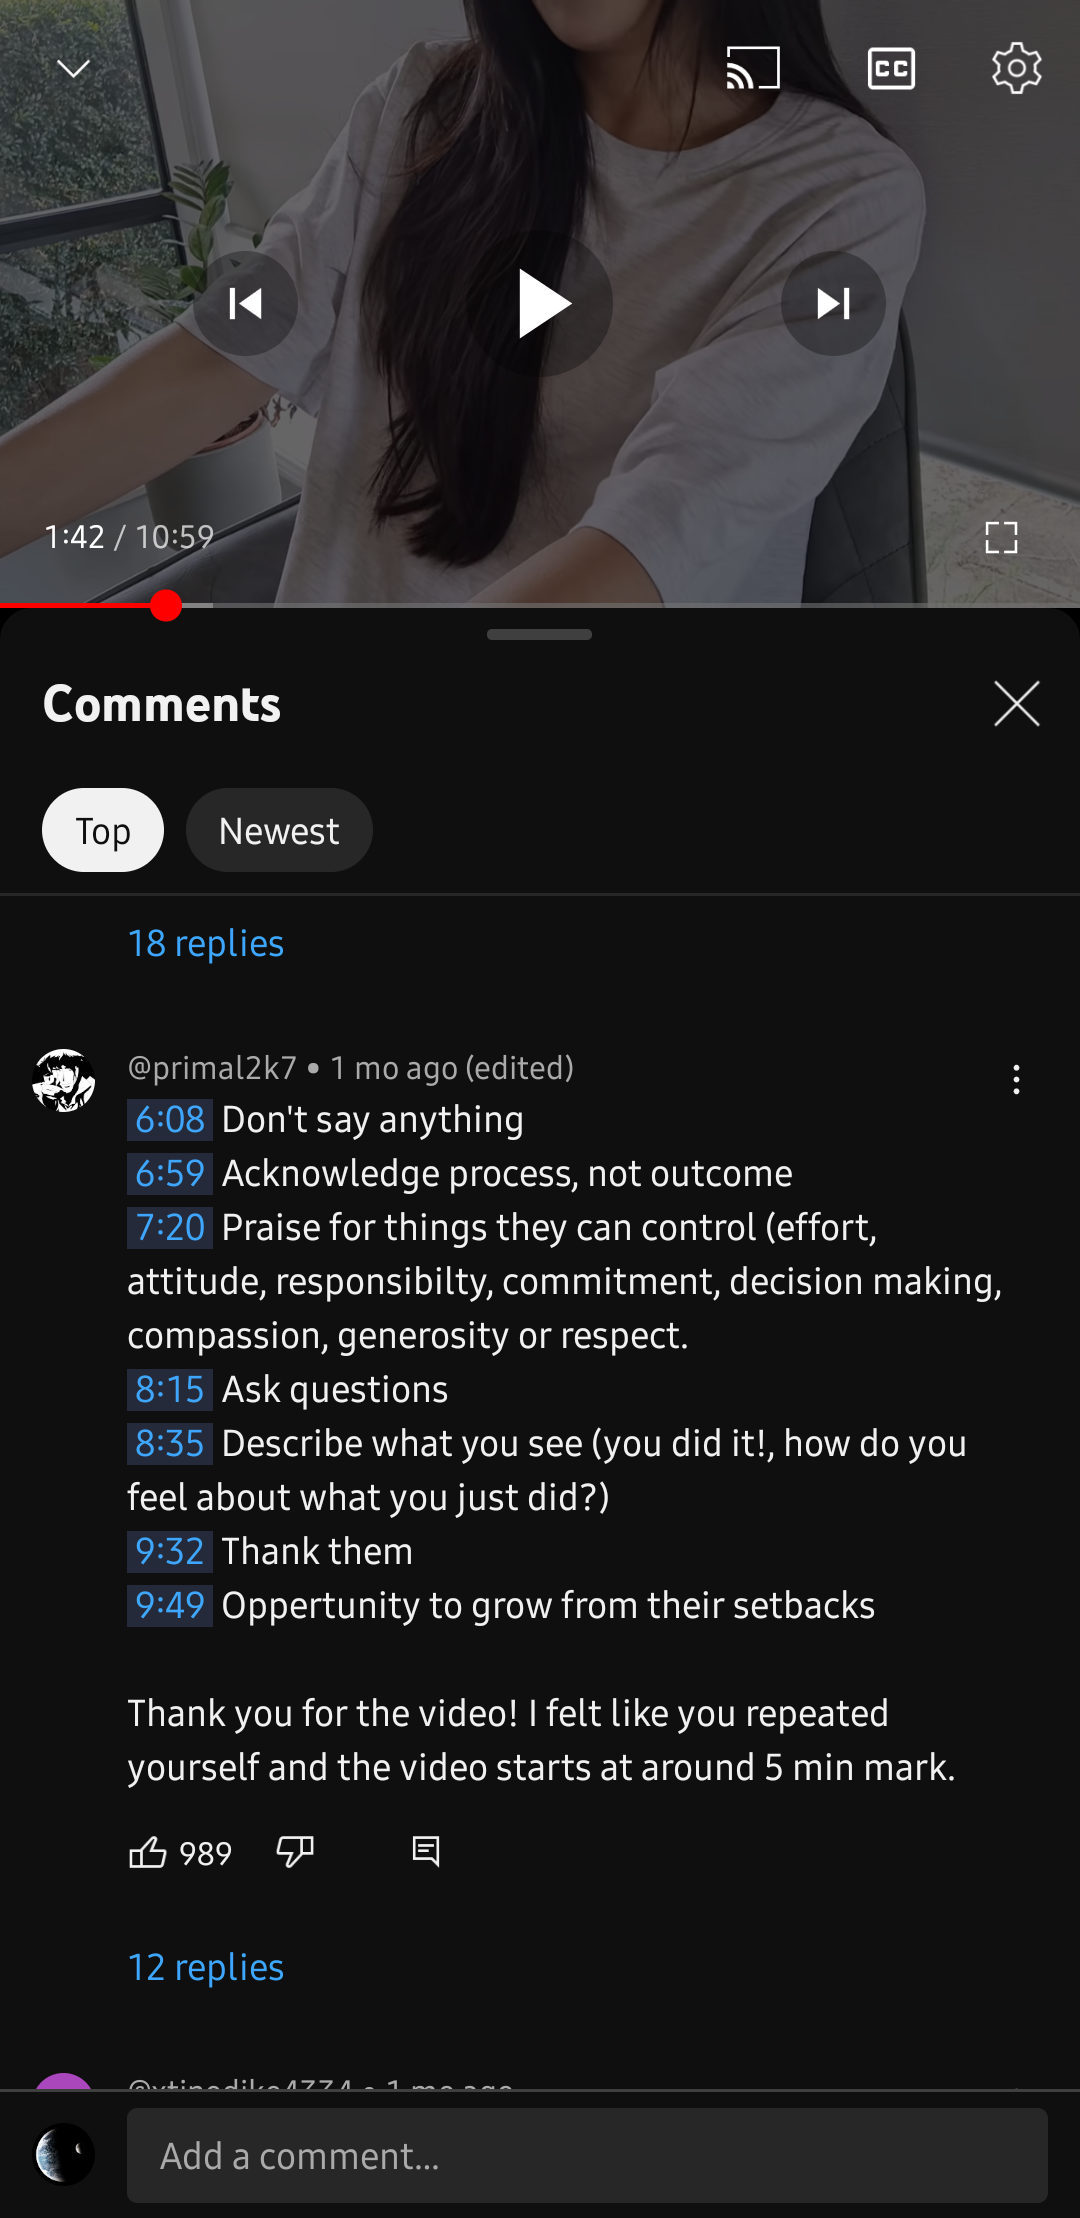 CC
1:42 / 10:59
Comments
Top
Newest
18 replies
@primal2k7 • 1 mo ago (edited)
6:08 Don't say anything
6:59 Acknowledge process, not outcome
7:20 Praise for things they can control (effort,
attitude, responsibilty, commitment, decision making,
compassion, generosity or respect.
8:15 Ask questions
8:35 Describe what you see (you did it!, how do you
feel about what you just did?)
9:32 Thank them
9:49 Oppertunity to grow from their setbacks
Thank you for the video! I felt like you repeated
yourself and the video starts at around 5 min mark.
989
12 replies
• 1 mo ago
Add a comment...